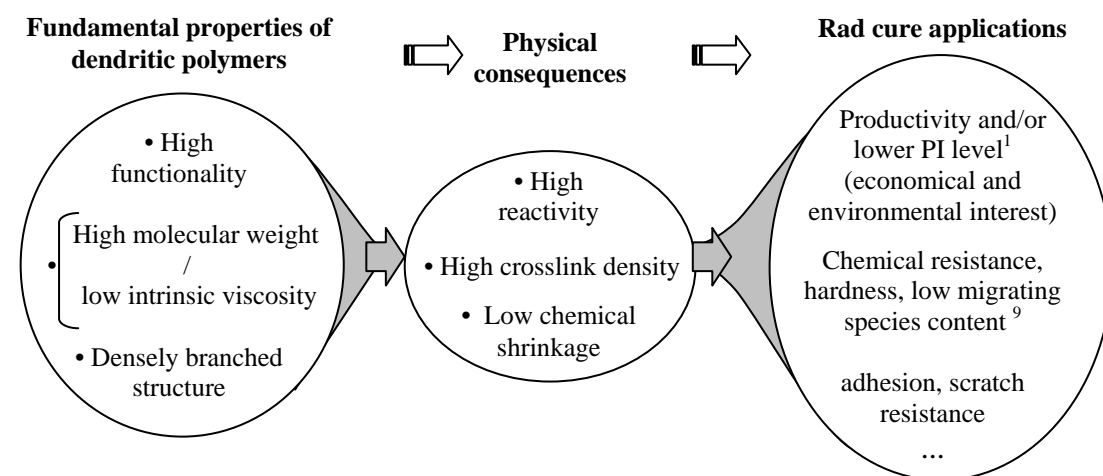 Fundamental properties of
dendritic polymers
Physical
consequences
Rad cure applications
• High
functionality
• High molecular weight
/
low intrinsic viscosity
• Densely branched
structure
• High
reactivity
• High crosslink density
• Low chemical
shrinkage
Productivity and/or
lower PI level¹
(economical and
environmental interest)
Chemical resistance,
hardness, low migrating
species content ⁹
adhesion, scratch
resistance
...